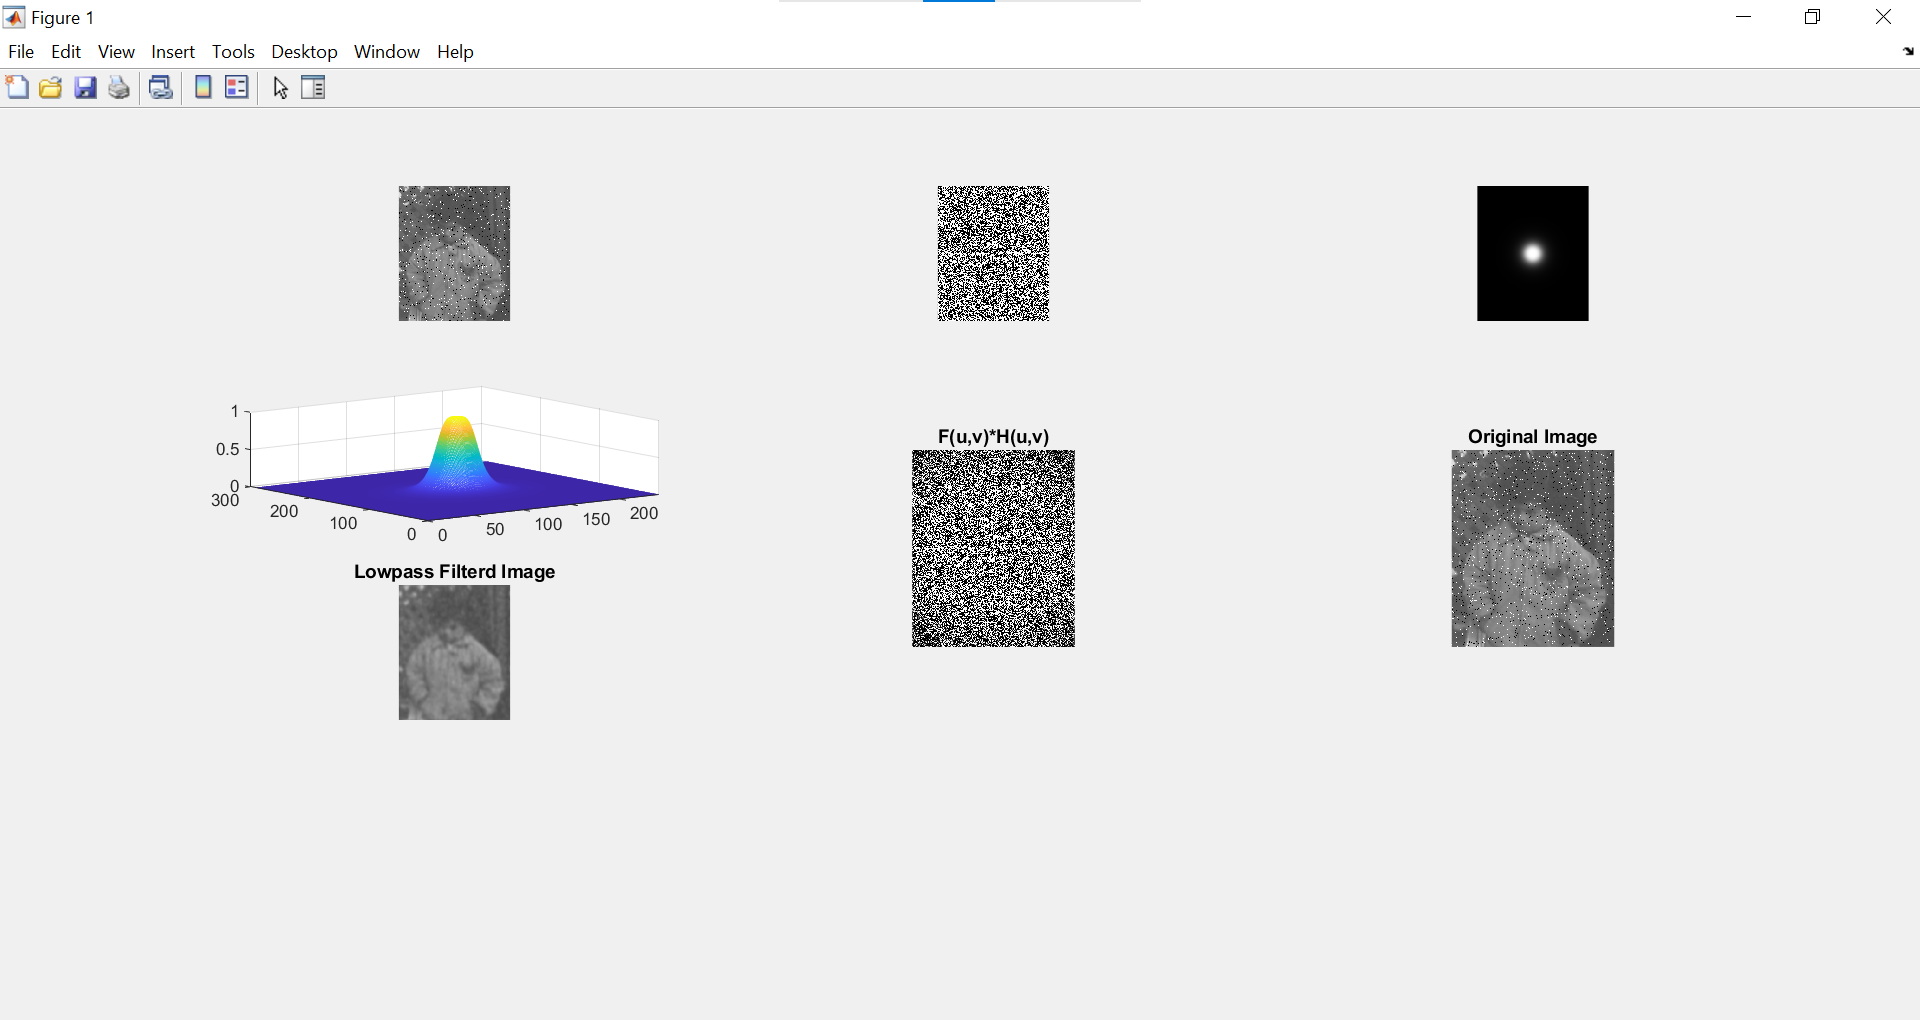 Figure 1
File Edit View Insert Tools Desktop Window Help
1
0.5
0
300
200
100
0
0
50
100
150
200
F(u,v)*H(u,v)
Original Image
Lowpass Filterd Image